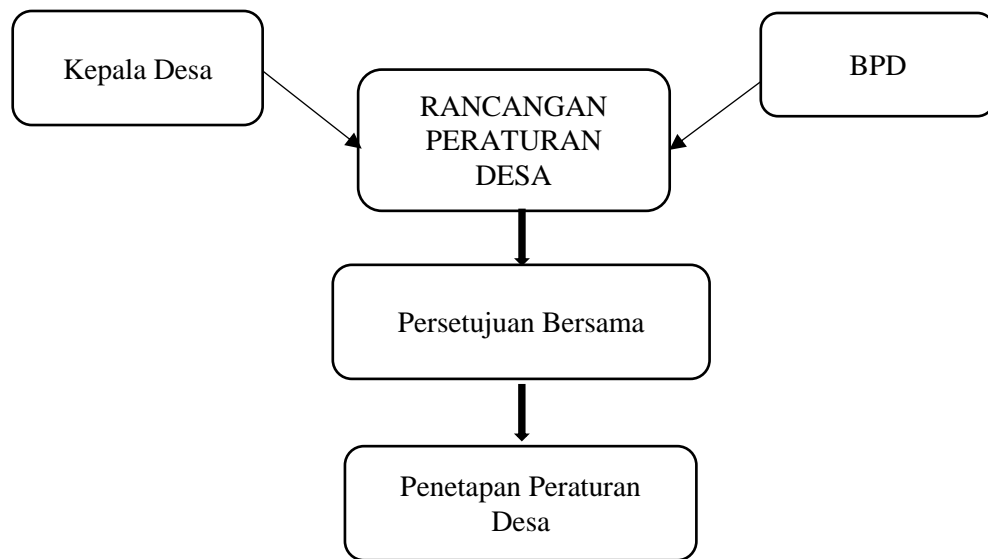 Kepala Desa
BPD
RANCANGAN
PERATURAN
DESA
Persetujuan Bersama
Penetapan Peraturan
Desa